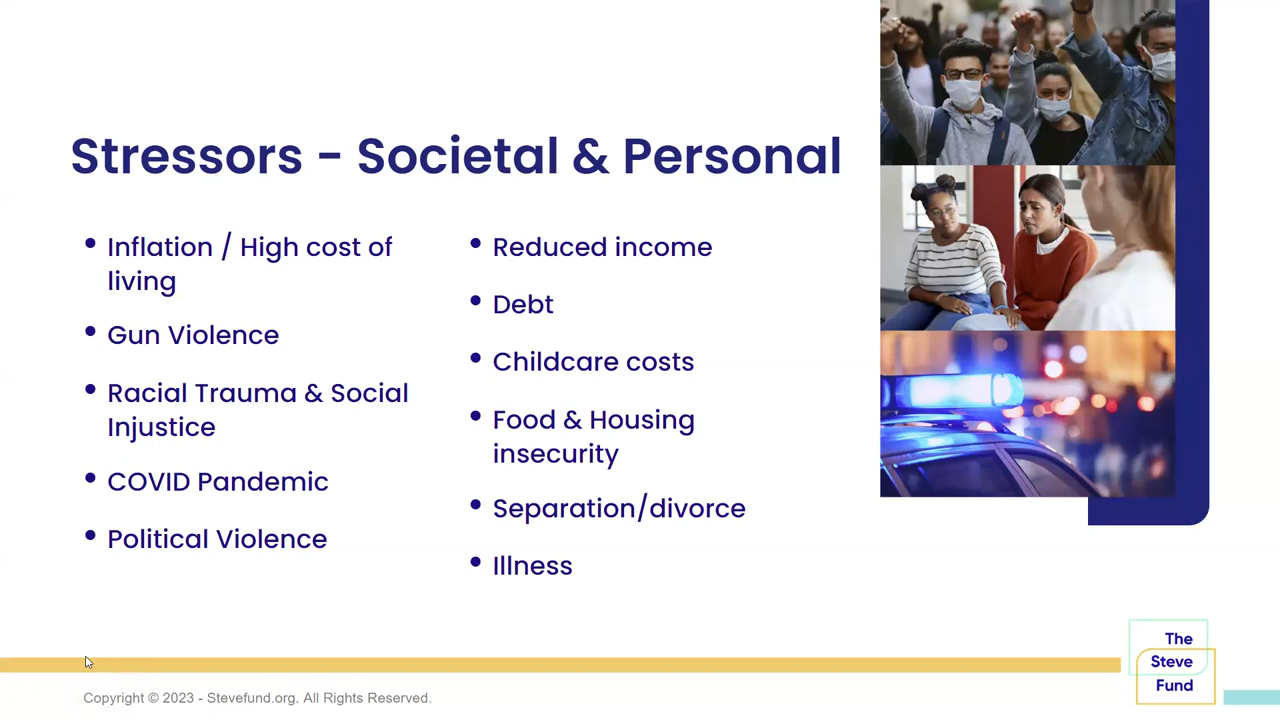 Stressors - Societal & Personal
• Inflation / High cost of
living
• Gun Violence
• Racial Trauma & Social
Injustice
• COVID Pandemic
• Political Violence
• Reduced income
• Debt
• Childcare costs
• Food & Housing
insecurity
• Separation/divorce
• Illness
The
Steve
Fund
Copyright © 2023 - Stevefund.org. All Rights Reserved.